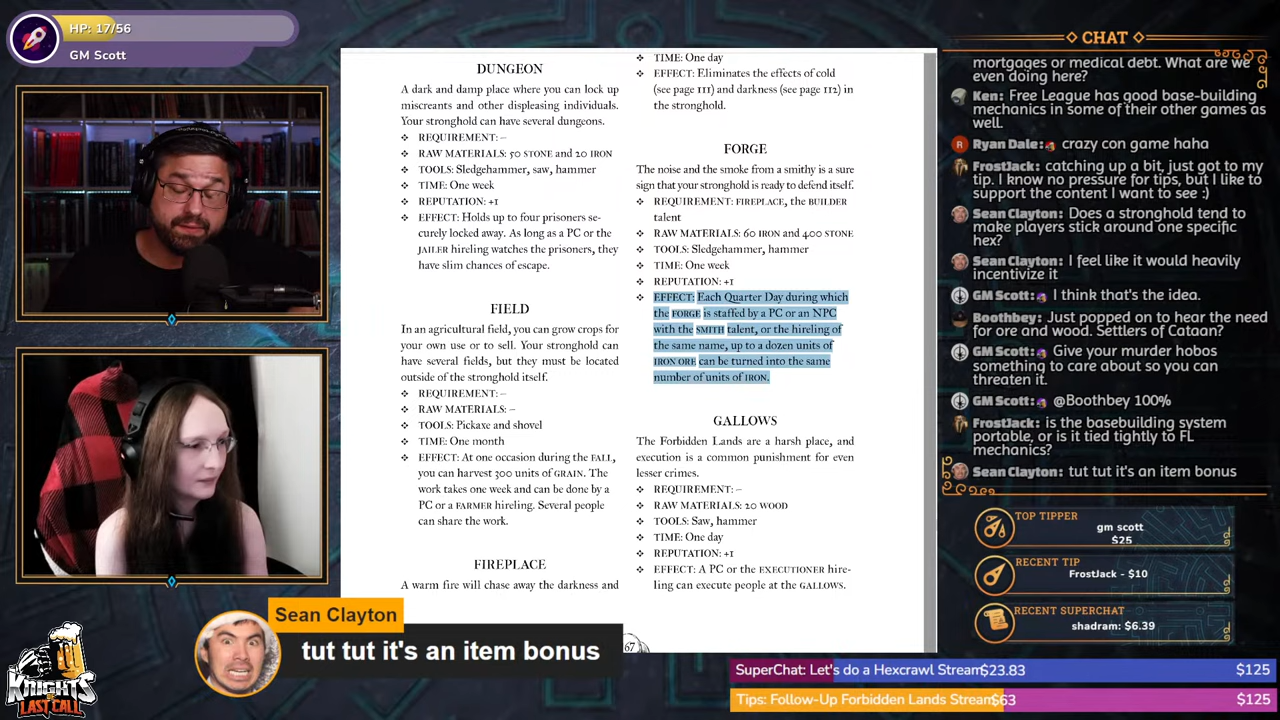 HP: 17/56
GM Scott
DUNGEON
A dark and damp place where you can lock up
miscreants and other displeasing individuals.
Your stronghold can have several dungeons.
❖ REQUIREMENT: –
❖ RAW MATERIALS: 50 STONE and 20 IRON
❖ TOOLS: Sledgehammer, saw, hammer
❖ TIME: One week
❖ REPUTATION: +1
❖ EFFECT: Holds up to four prisoners se-
curely locked away. As long as a PC or the
JAILER hireling watches the prisoners, they
have slim chances of escape.
FIELD
In an agricultural field, you can grow crops for
your own use or to sell. Your stronghold can
have several fields, but they must be located
outside of the stronghold itself.
❖ REQUIREMENT: –
❖ RAW MATERIALS: –
❖ TOOLS: Pickaxe and shovel
❖ TIME: One month
❖ EFFECT: At one occasion during the FALL,
you can harvest 300 units of GRAIN. The
work takes one week and can be done by a
PC or a FARMER hireling. Several people
can share the work.
FIREPLACE
A warm fire will chase away the darkness and
❖ TIME: One day
❖ EFFECT: Eliminates the effects of cold
(see page 111) and darkness (see page 112) in
the stronghold.
FORGE
The noise and the smoke from a smithy is a sure
sign that your stronghold is ready to defend itself.
❖ REQUIREMENT: FIREPLACE, the BUILDER
talent
❖ RAW MATERIALS: 60 IRON and 400 STONE
❖ TOOLS: Sledgehammer, hammer
❖ TIME: One week
❖ REPUTATION: +1
❖ EFFECT: Each Quarter Day during which
the FORGE is staffed by a PC or an NPC
with the SMITH talent, or the hireling of
the same name, up to a dozen units of
IRON ORE can be turned into the same
number of units of IRON.
GALLOWS
The Forbidden Lands are a harsh place, and
execution is a common punishment for even
lesser crimes.
❖ REQUIREMENT: –
❖ RAW MATERIALS: 20 WOOD
❖ TOOLS: Saw, hammer
❖ TIME: One day
❖ REPUTATION: +1
❖ EFFECT: A PC or the EXECUTIONER hire-
ling can execute people at the GALLOWS.
67
CHAT
mortgages or medical debt. What are we
even doing here?
Ken: Free League has good base-building
mechanics in some of their other games as
well.
Ryan Dale: crazy con game haha
FrostJack: catching up a bit, just got to my
tip. I know no pressure for tips, but I like to
support the content I want to see :)
Sean Clayton: Does a stronghold tend to
make players stick around one specific
hex?
Sean Clayton: I feel like it would heavily
incentivize it
GM Scott: I think that's the idea.
Boothbey: Just popped on to hear the need
for ore and wood. Settlers of Cataan?
GM Scott: Give your murder hobos
something to care about so you can
threaten it.
GM Scott: @Boothbey 100%
FrostJack: is the basebuilding system
portable, or is it tied tightly to FL
mechanics?
Sean Clayton: tut tut it's an item bonus
TOP TIPPER
gm scott
$25
RECENT TIP
FrostJack - $10
RECENT SUPERCHAT
shadram: $6.39
Sean Clayton
tut tut it's an item bonus
KNIGHTS
OF
LAST CALL
SuperChat: Let's do a Hexcrawl Stream $23.83 $125
Tips: Follow-Up Forbidden Lands Stream $63 $125